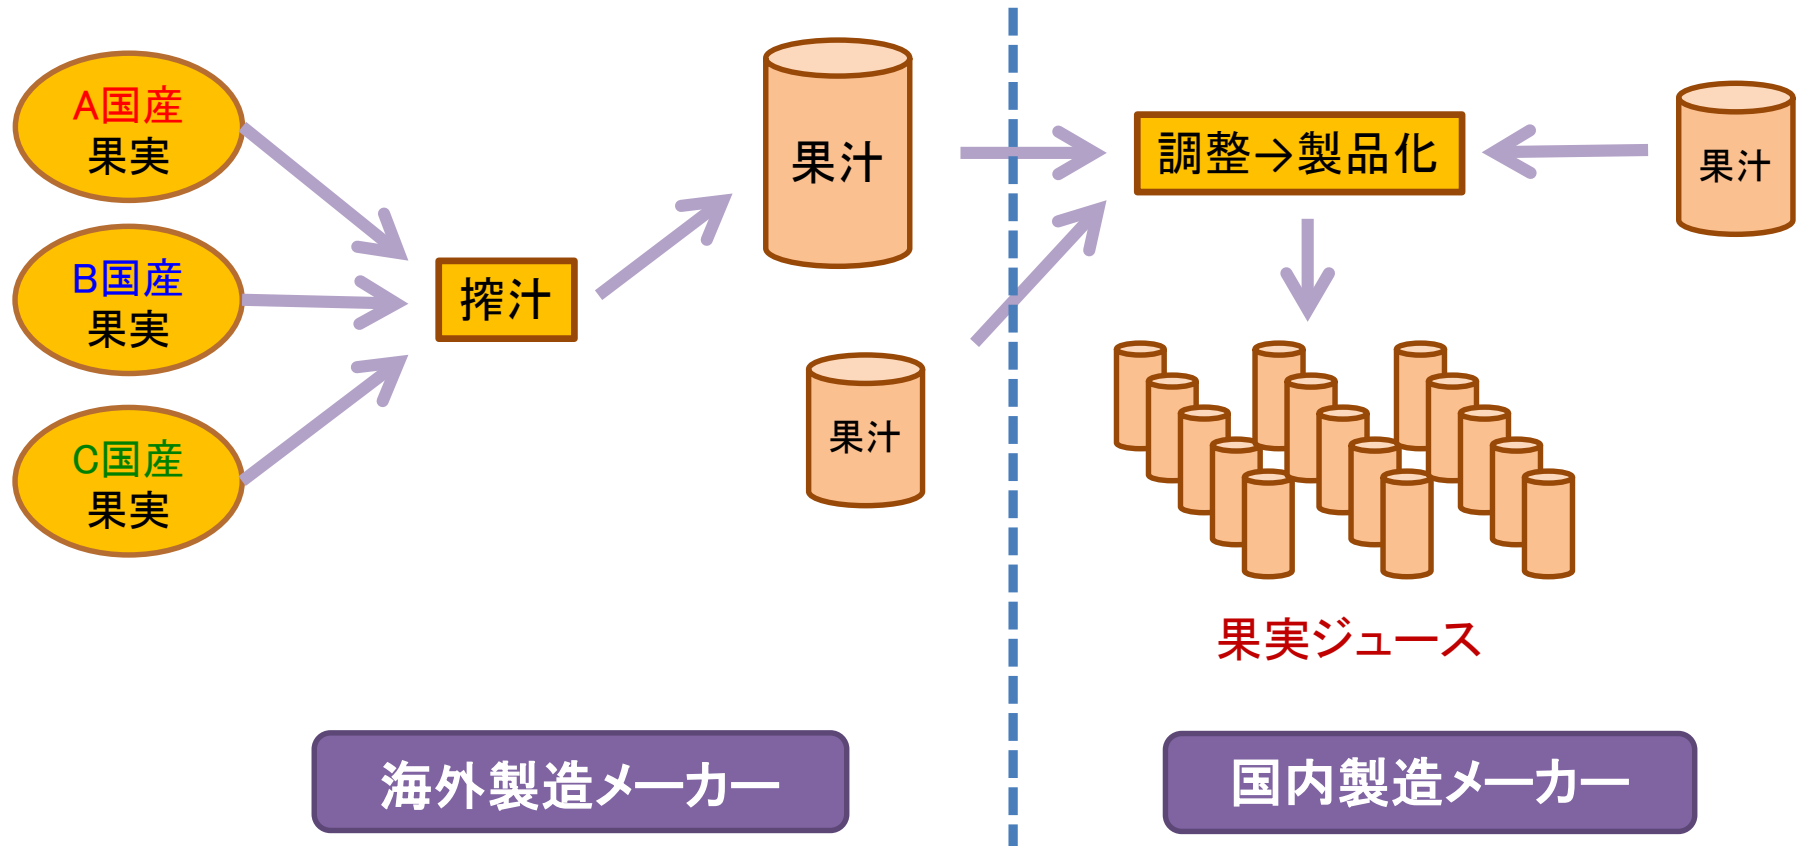 A国産
果実
B国産
果実
C国産
果実
搾汁
果汁
果汁
調整→製品化
果汁
果実ジュース
海外製造メーカー
国内製造メーカー